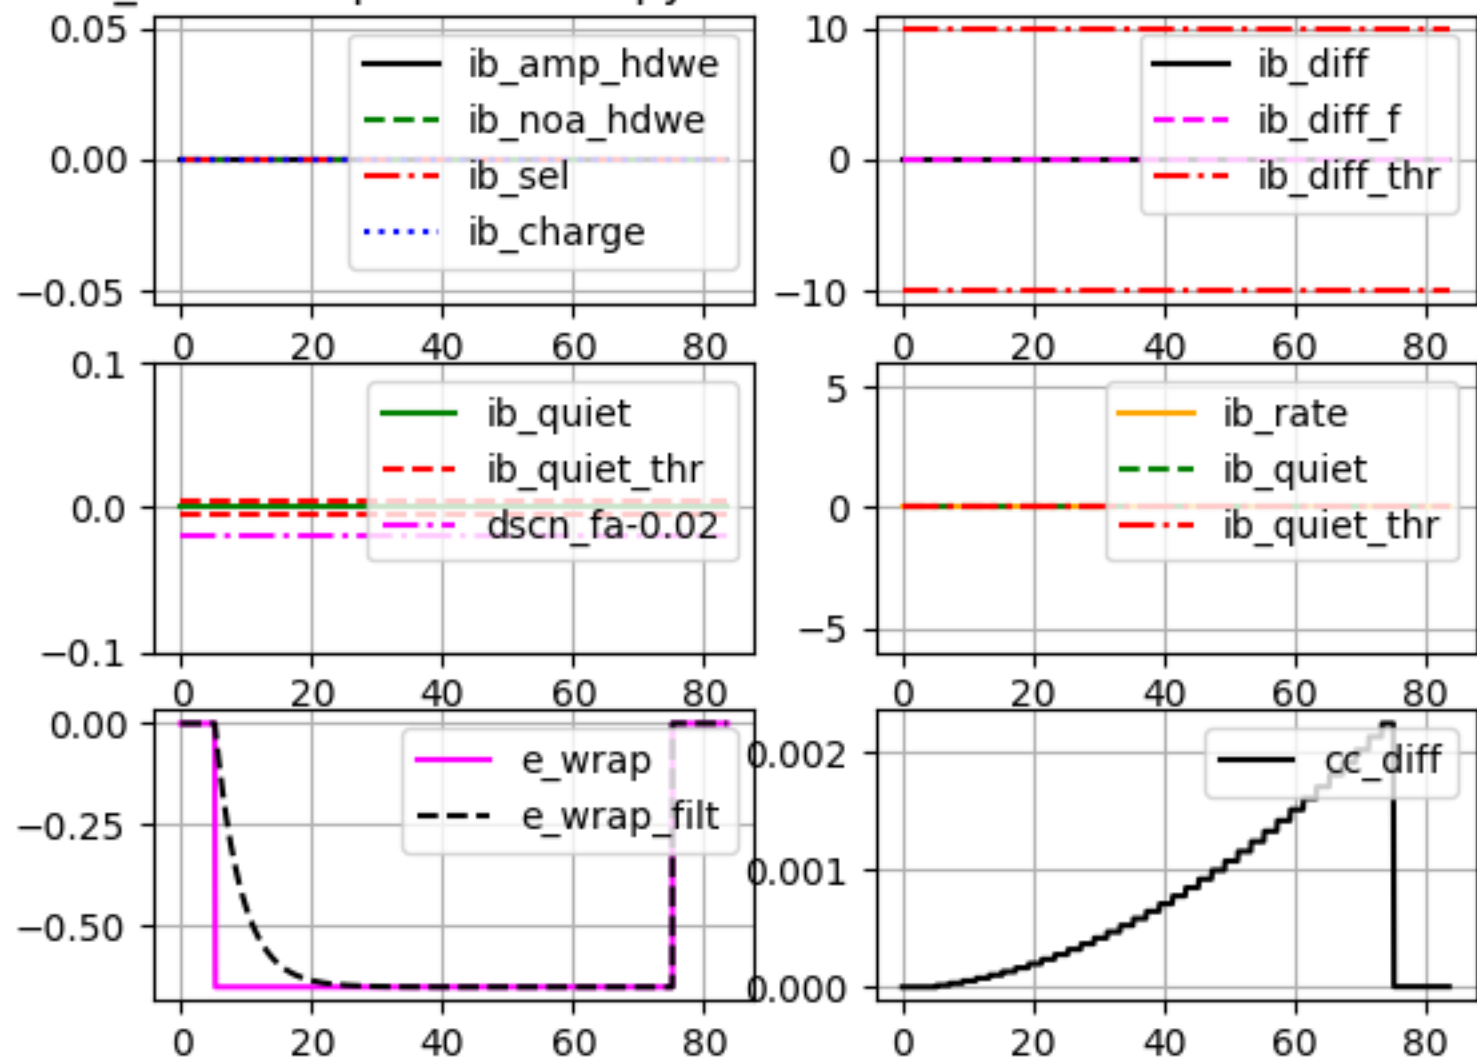 0.05
0.00
−0.05
ib_amp_hdwe
ib_noa_hdwe
ib_sel
ib_charge
0 20 40 60 80
10
0
−10
ib_diff
ib_diff_f
ib_diff_thr
0 20 40 60 80
0.1
0.0
−0.1
ib_quiet
ib_quiet_thr
dscn_fa-0.02
0 20 40 60 80
5
0
−5
ib_rate
ib_quiet
ib_quiet_thr
0 20 40 60 80
0.00
−0.25
−0.50
e_wrap
e_wrap_filt
0 20 40 60 80
0.002
0.001
0.000
cc_diff
0 20 40 60 80